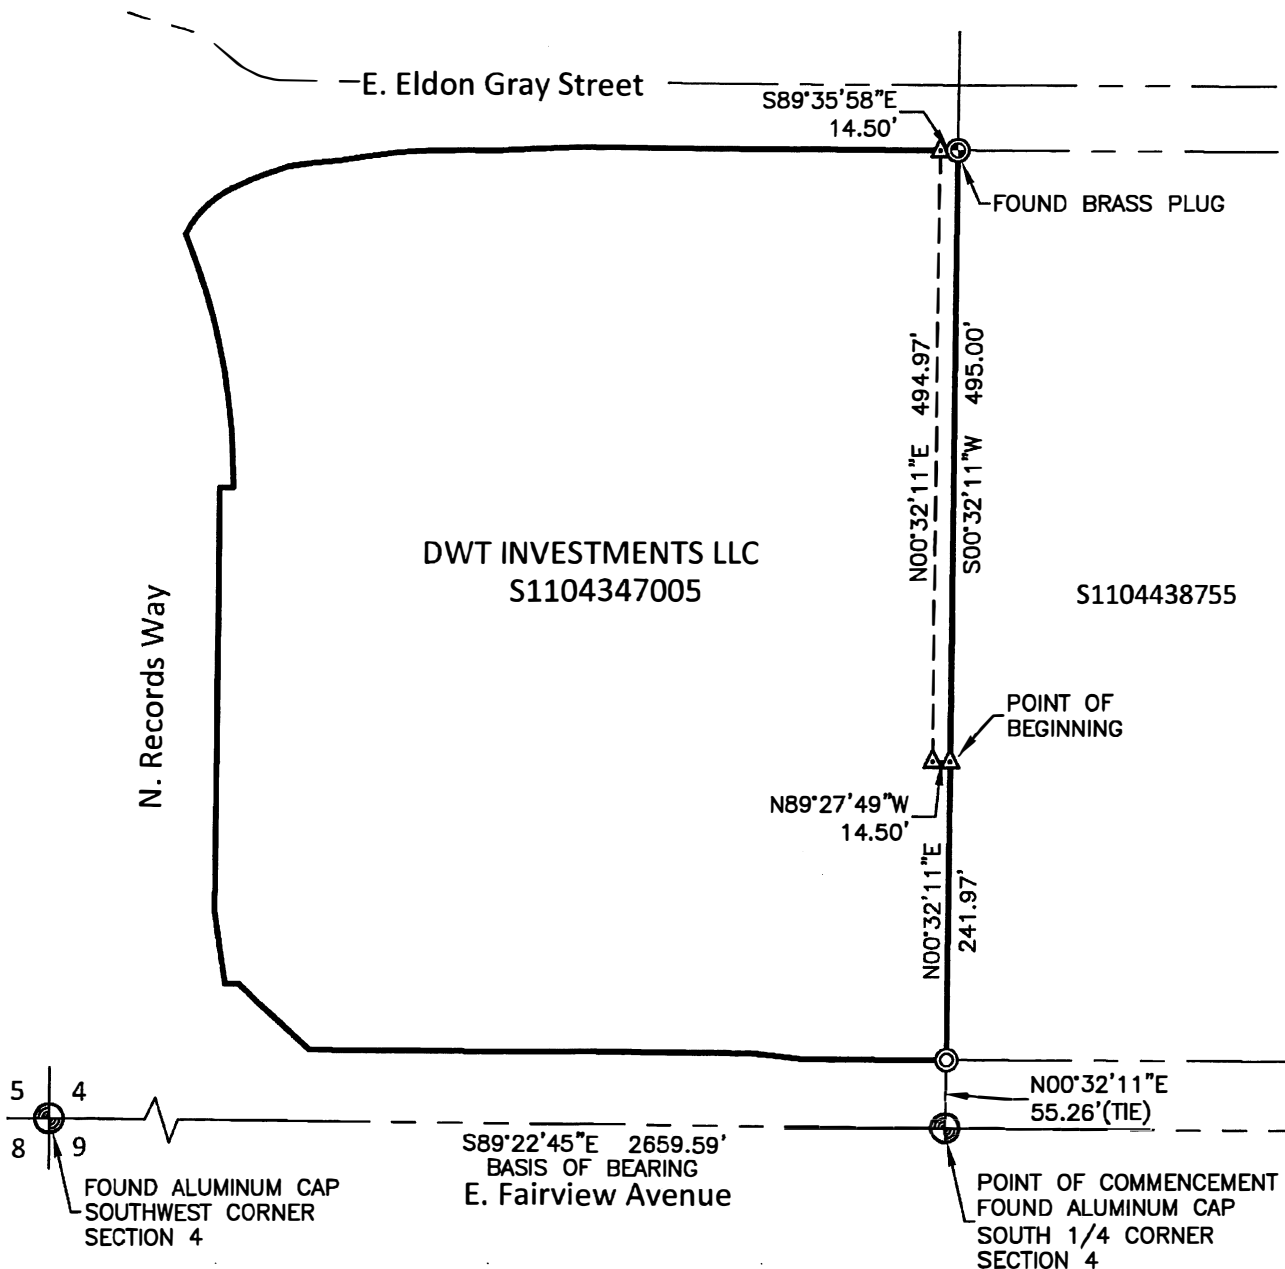 E. Eldon Gray Street
S89°35'58"E
14.50'
FOUND BRASS PLUG
N00°32'11"E 494.97'
S00°32'11"W 495.00'
DWT INVESTMENTS LLC
S1104347005
S1104438755
N. Records Way
POINT OF
BEGINNING
N89°27'49"W
14.50'
N00°32'11"E
241.97'
N00°32'11"E
55.26'(TIE)
5 4
8 9
S89°22'45"E 2659.59'
BASIS OF BEARING
E. Fairview Avenue
FOUND ALUMINUM CAP
SOUTHWEST CORNER
SECTION 4
POINT OF COMMENCEMENT
FOUND ALUMINUM CAP
SOUTH 1/4 CORNER
SECTION 4